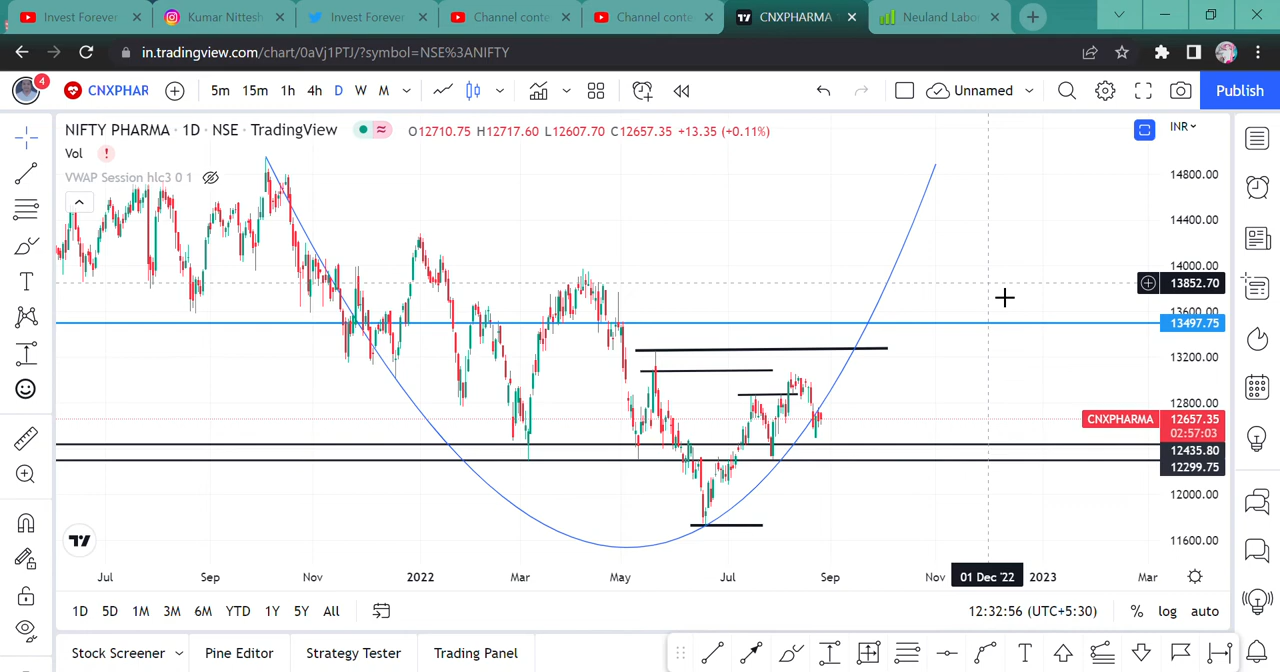 Invest Forever
Kumar Nittesh
Invest Forever
Channel conte
Channel conte
CNXPHARMA
Neuland Labo
in.tradingview.com/chart/0aVj1PTJ/?symbol=NSE%3ANIFTY
4
CNXPHAR
5m 15m 1h 4h D W M
Unnamed
Publish
NIFTY PHARMA · 1D · NSE · TradingView
O12710.75 H12717.60 L12607.70 C12657.35 +13.35 (+0.11%)
INR
Vol
VWAP Session hlc3 0 1
14800.00
14400.00
14000.00
13852.70
13600.00
13497.75
13200.00
12800.00
CNXPHARMA 12657.35
02:57:03
12435.80
12299.75
12000.00
11600.00
Jul Sep Nov 2022 Mar May Jul Sep Nov 01 Dec '22 2023 Mar
1D 5D 1M 3M 6M YTD 1Y 5Y All
12:32:56 (UTC+5:30) % log auto
Stock Screener Pine Editor Strategy Tester Trading Panel